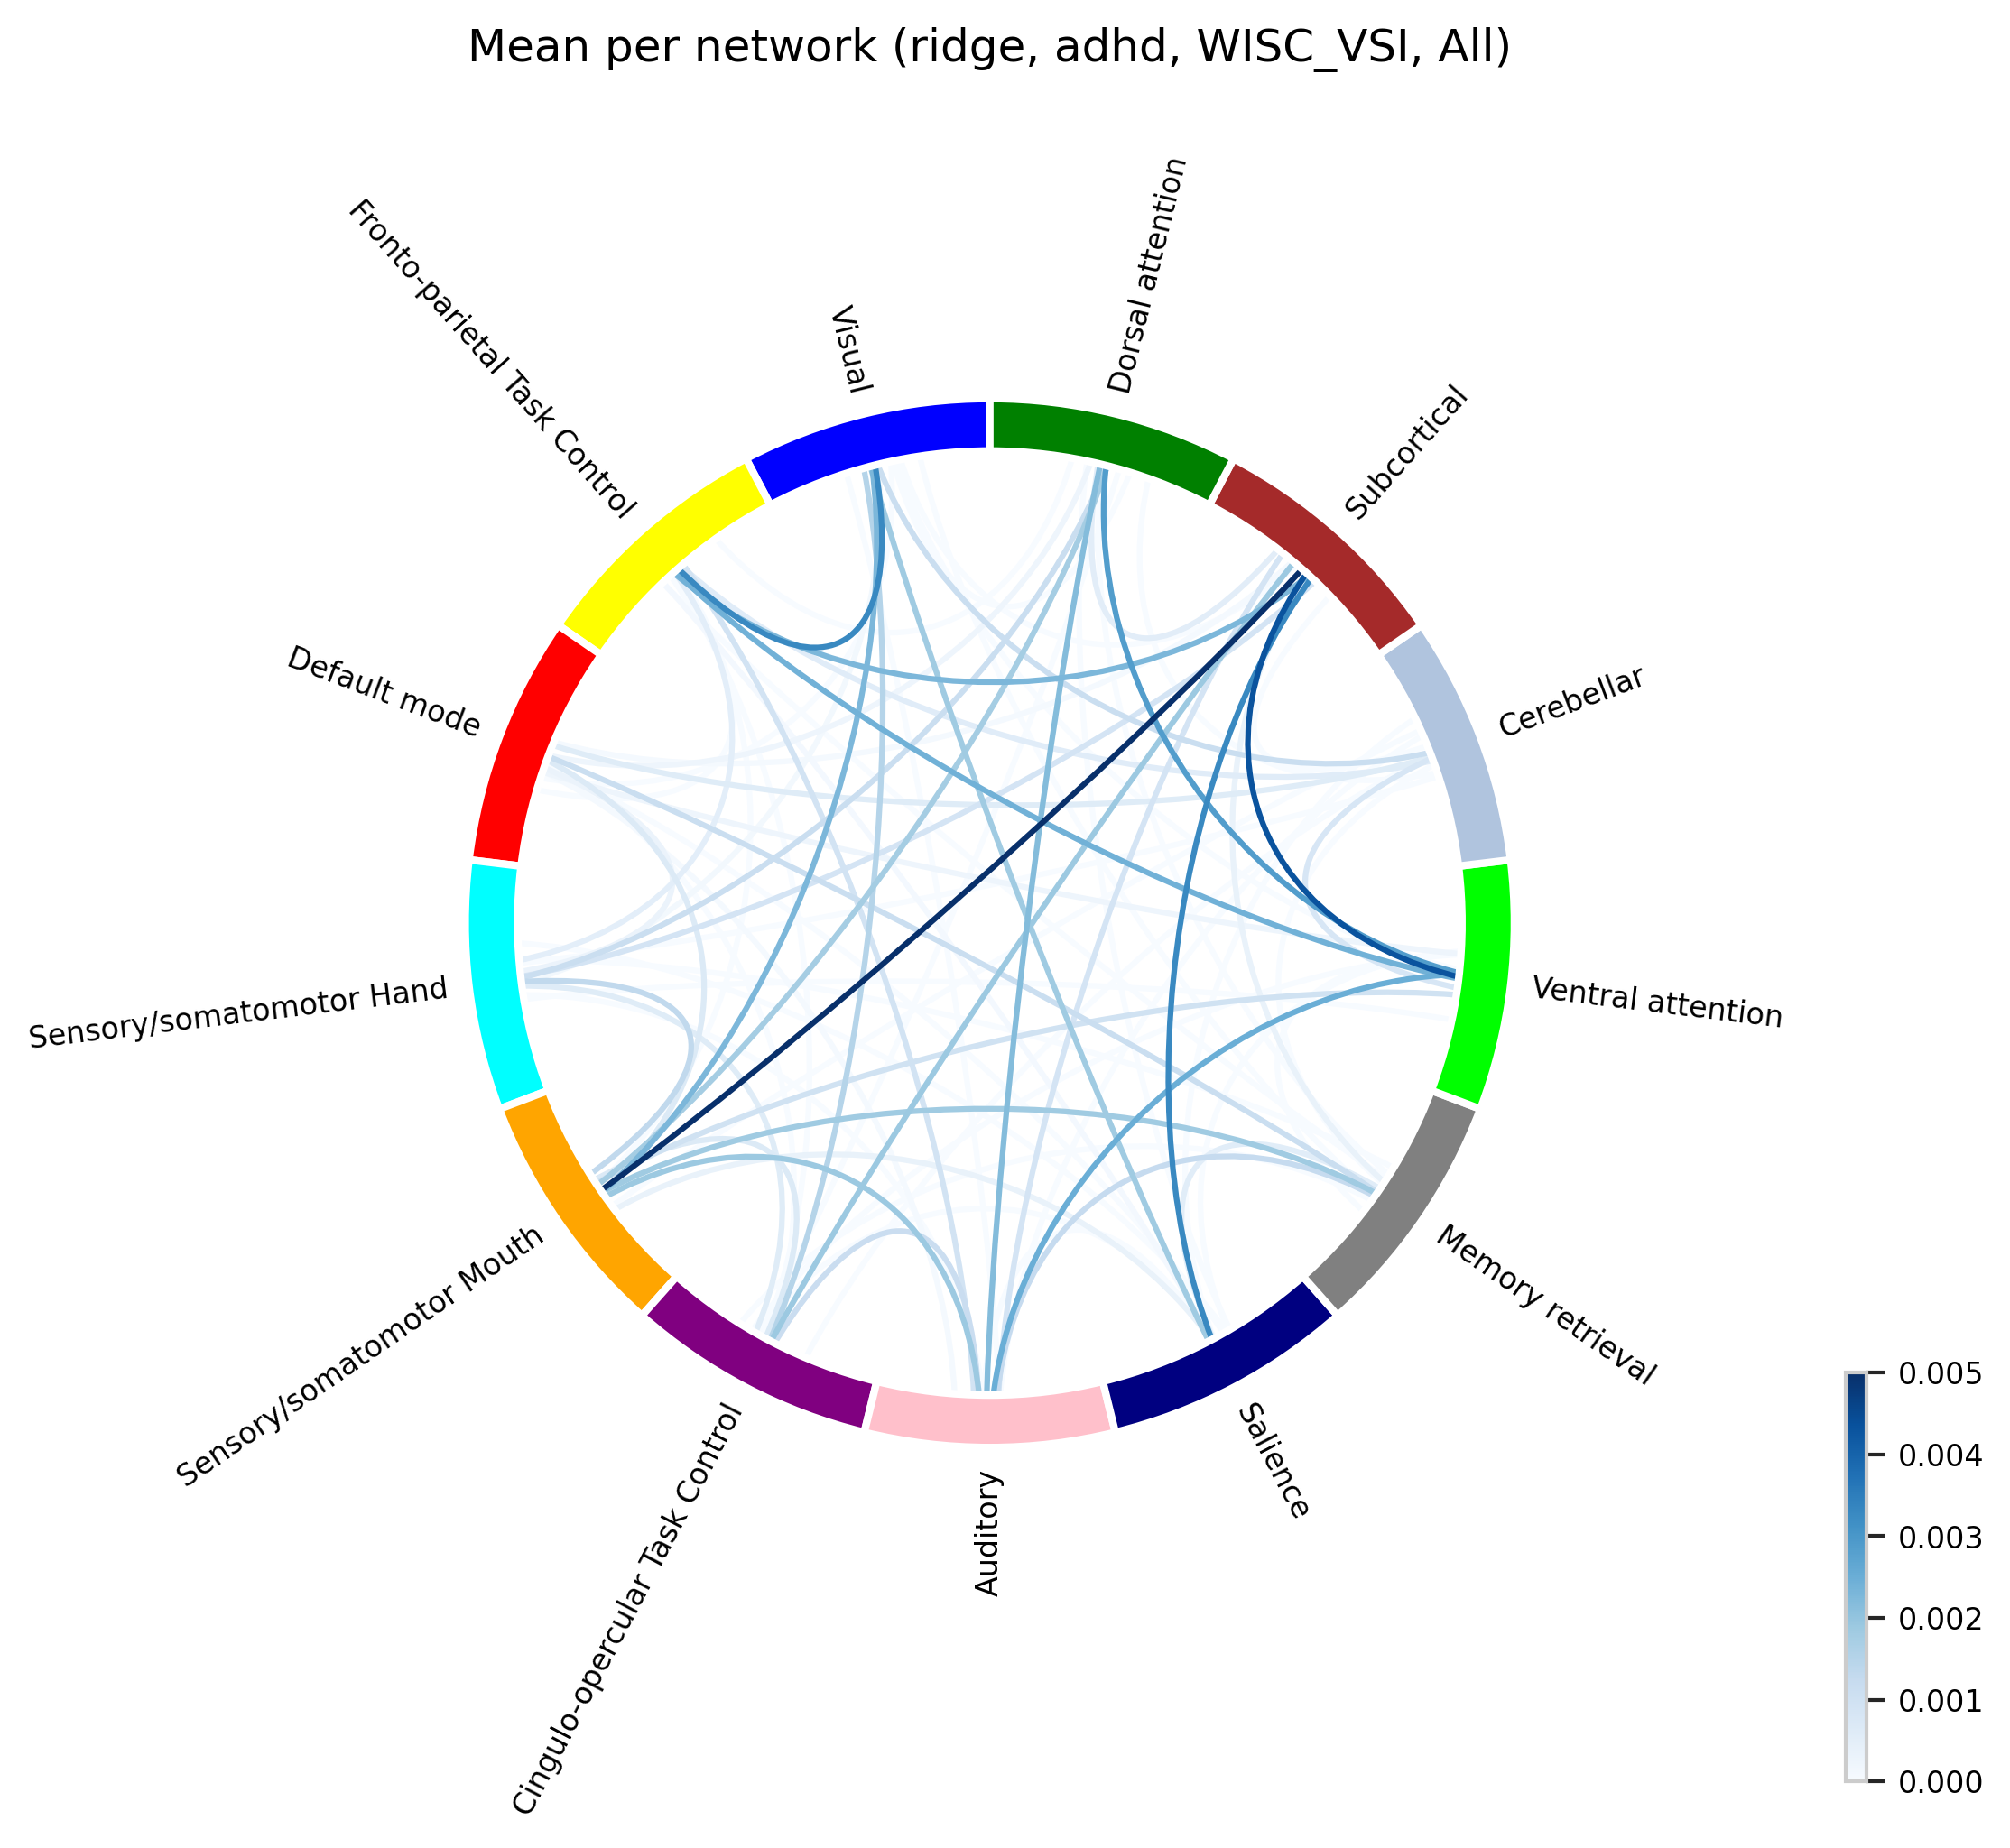 Mean per network (ridge, adhd, WISC_VSI, All)
Dorsal attention
Visual
Fronto-parietal Task Control
Subcortical
Default mode
Cerebellar
Sensory/somatomotor Hand
Ventral attention
Sensory/somatomotor Mouth
Memory retrieval
Cingulo-opercular Task Control
Auditory
Salience
0.005
0.004
0.003
0.002
0.001
0.000